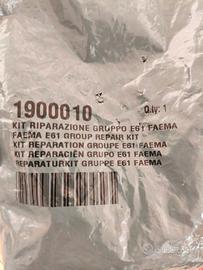 1900010 Q.ty: 1
KIT RIPARAZIONE GRUPPO E61 FAEMA
FAEMA E61 GROUP REPAIR KIT
KIT REPARATION GROUPE E61 FAEMA
KIT REPARACIÉN GRUPO E61 FAEMA
REPARATURKIT GRUPPE E61 FAEMA